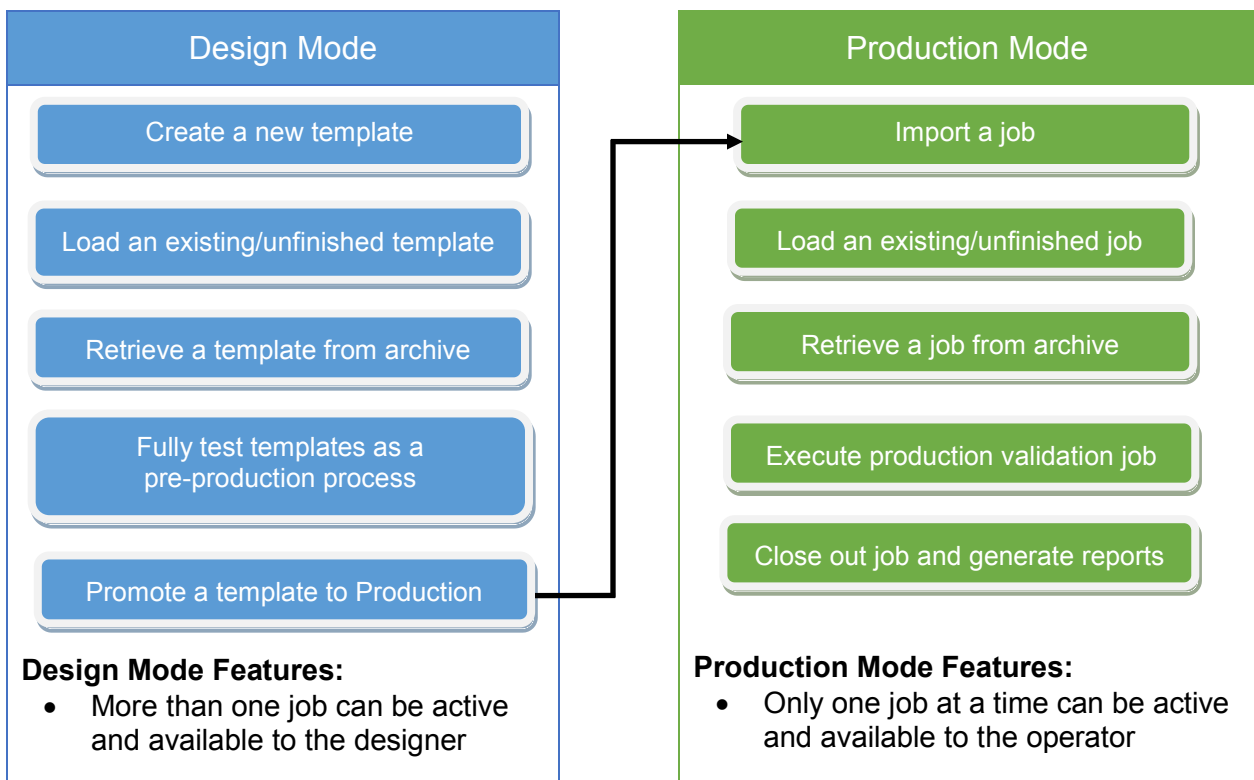 Design Mode
Create a new template
Load an existing/unfinished template
Retrieve a template from archive
Fully test templates as a
pre-production process
Promote a template to Production
Design Mode Features:
• More than one job can be active
and available to the designer
Production Mode
Import a job
Load an existing/unfinished job
Retrieve a job from archive
Execute production validation job
Close out job and generate reports
Production Mode Features:
• Only one job at a time can be active
and available to the operator